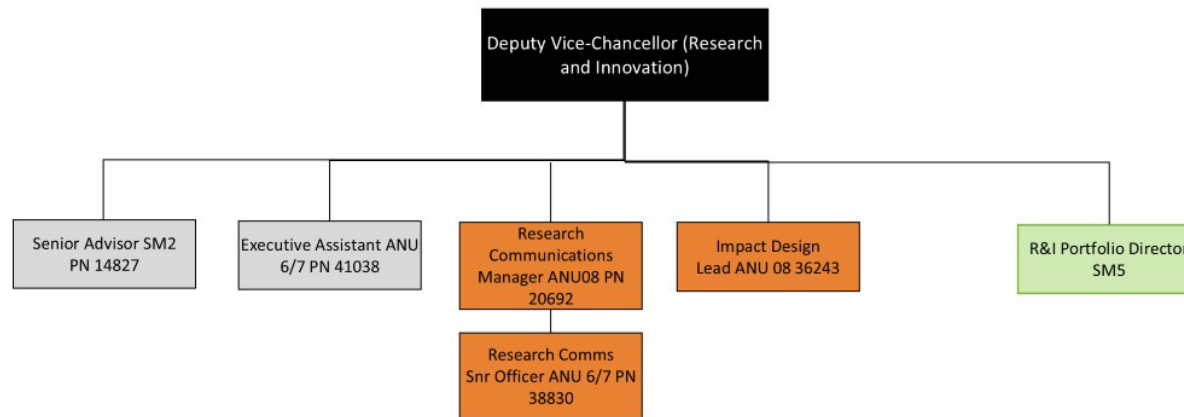 Deputy Vice-Chancellor (Research
and Innovation)
Senior Advisor SM2
PN 14827
Executive Assistant ANU
6/7 PN 41038
Research
Communications
Manager ANU08 PN
20692
Impact Design
Lead ANU 08 36243
R&I Portfolio Director
SM5
Research Comms
Snr Officer ANU 6/7 PN
38830